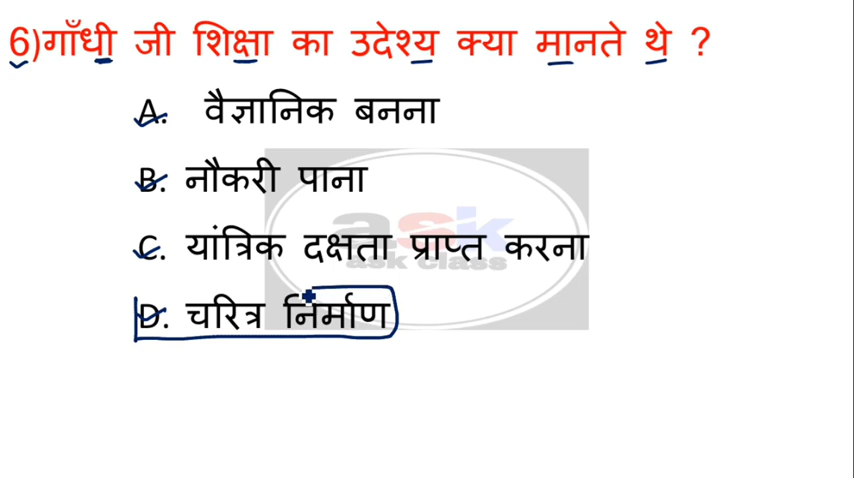 6)गाँधी जी शिक्षा का उदेश्य क्या मानते थे ?
A. वैज्ञानिक बनना
B. नौकरी पाना
C. यांत्रिक दक्षता प्राप्त करना
D. चरित्र निर्माण
ask
ask class